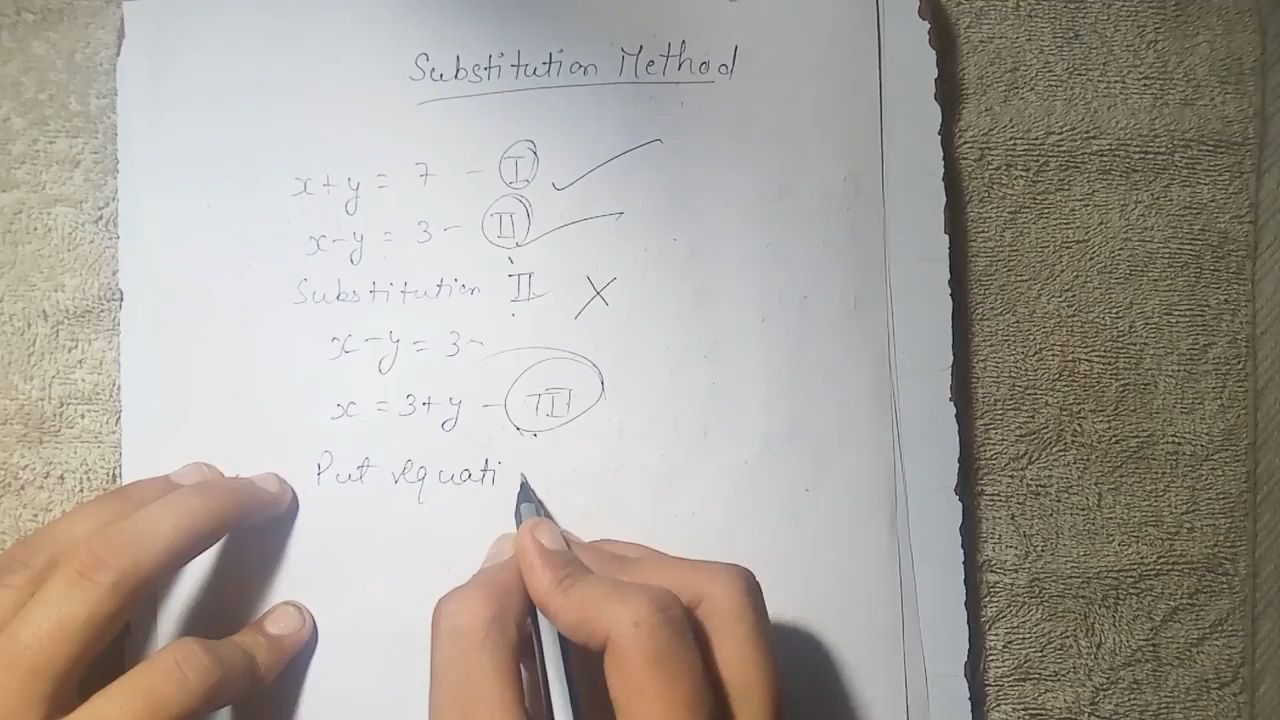 Substitution Method
x+y = 7 - I
x-y = 3 - II
Substitution II
x-y = 3-
x = 3+y - III
Put equati